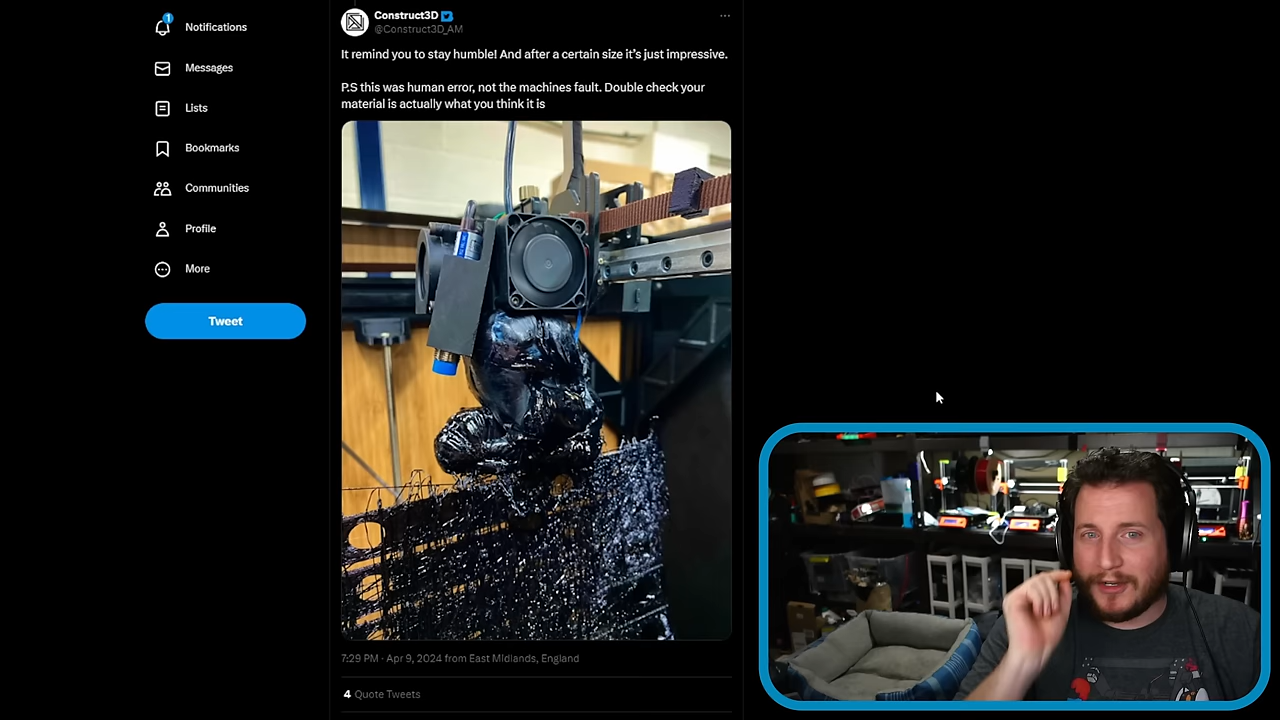 1
Notifications
Messages
Lists
Bookmarks
Communities
Profile
More
Tweet
Construct3D
@Construct3D_AM
It remind you to stay humble! And after a certain size it's just impressive.
P.S this was human error, not the machines fault. Double check your
material is actually what you think it is
7:29 PM · Apr 9, 2024 from East Midlands, England
4 Quote Tweets